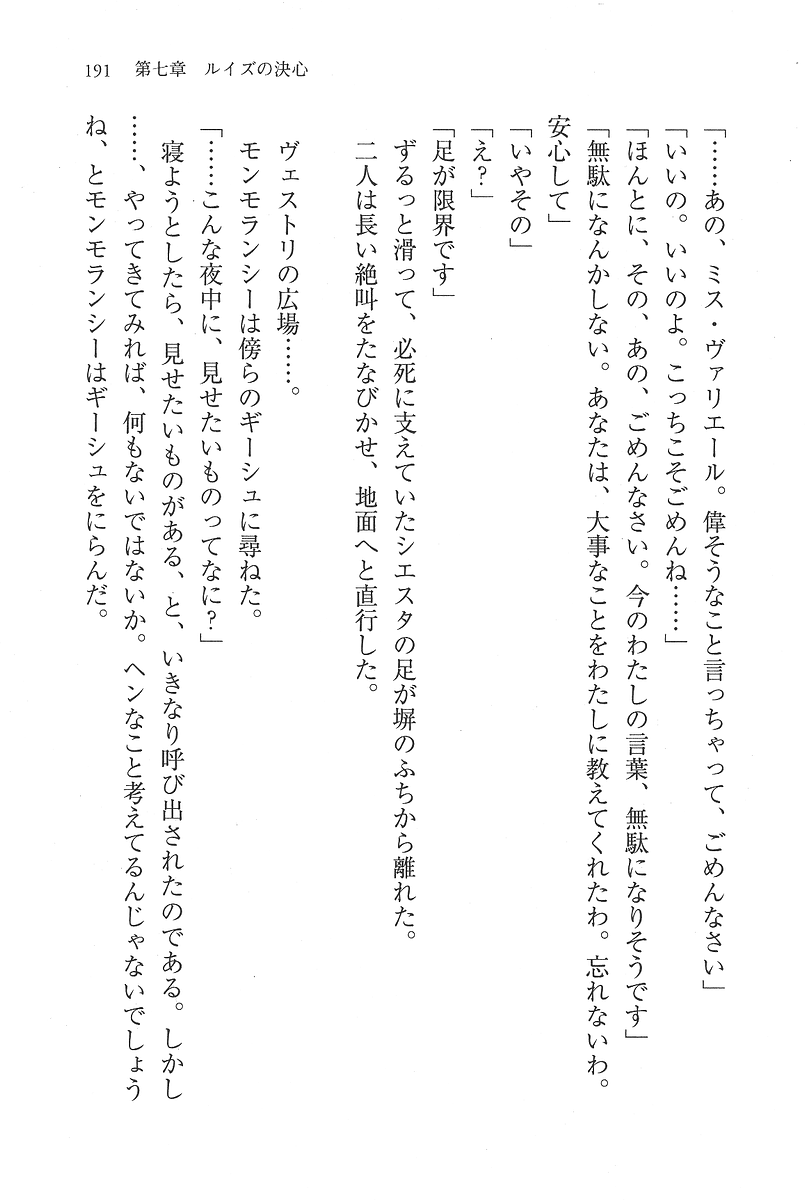 191　第七章　ルイズの決心
「……あの、ミス・ヴァリエール。偉そうなこと言っちゃって、ごめんなさい」
「いいの。いいのよ。こっちこそごめんね……」
「ほんとに、その、あの、ごめんなさい。今のわたしの言葉、無駄になりそうです」
「無駄になんかしない。あなたは、大事なことをわたしに教えてくれたわ。忘れないわ。
安心して」
「いやその」
「え？」
「足が限界です」
ずるっと滑って、必死に支えていたシエスタの足が塀のふちから離れた。
二人は長い絶叫をたなびかせ、地面へと直行した。
ヴェストリの広場……。
モンモランシーは傍らのギーシュに尋ねた。
「……こんな夜中に、見せたいものってなに？」
寝ようとしたら、見せたいものがある、と、いきなり呼び出されたのである。しかし
……、やってきてみれば、何もないではないか。ヘンなこと考えてるんじゃないでしょう
ね、とモンモランシーはギーシュをにらんだ。